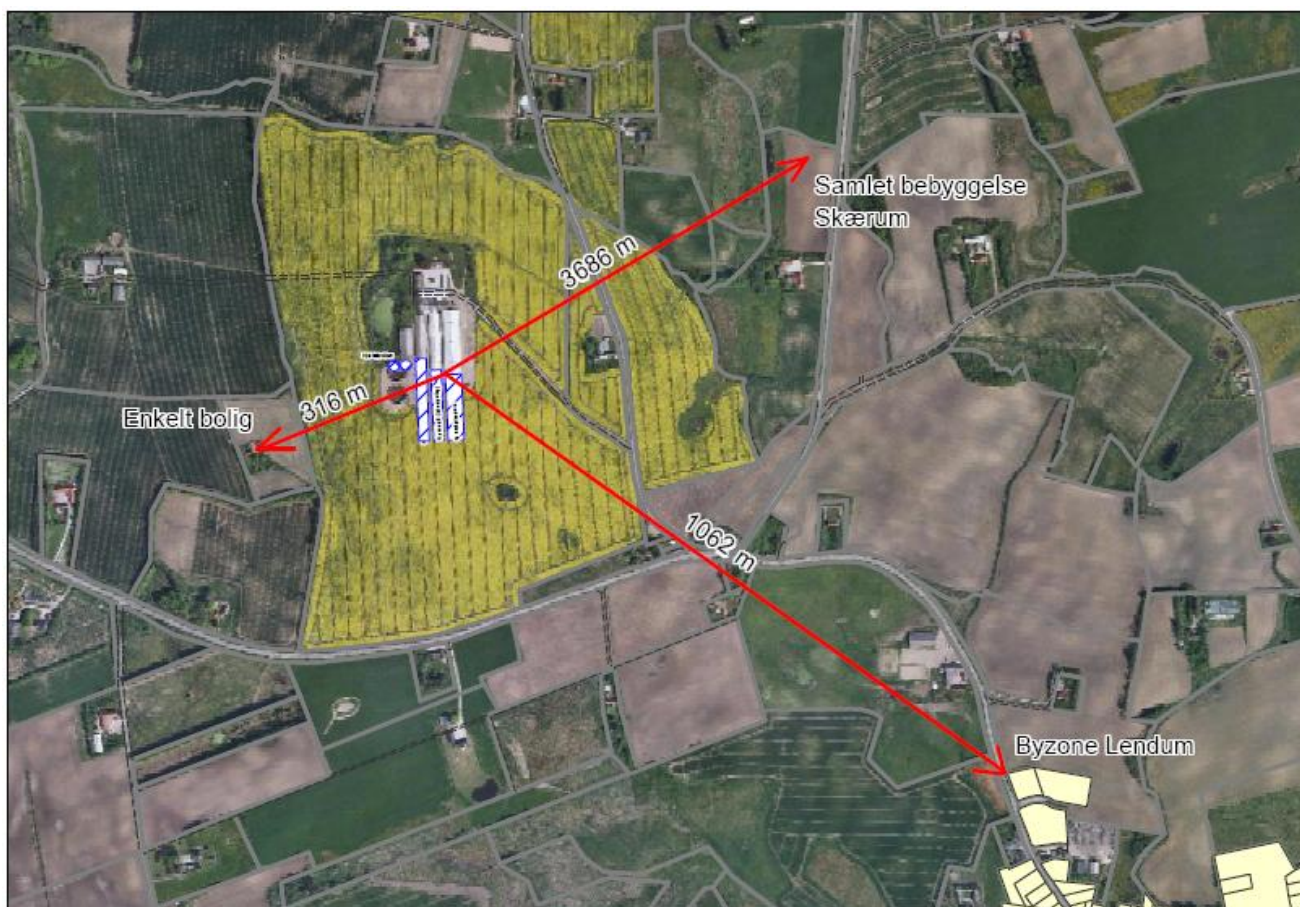 Samlet bebyggelse
Skærum
3686 m
316 m
Enkelt bolig
1062 m
Byzone Lendum